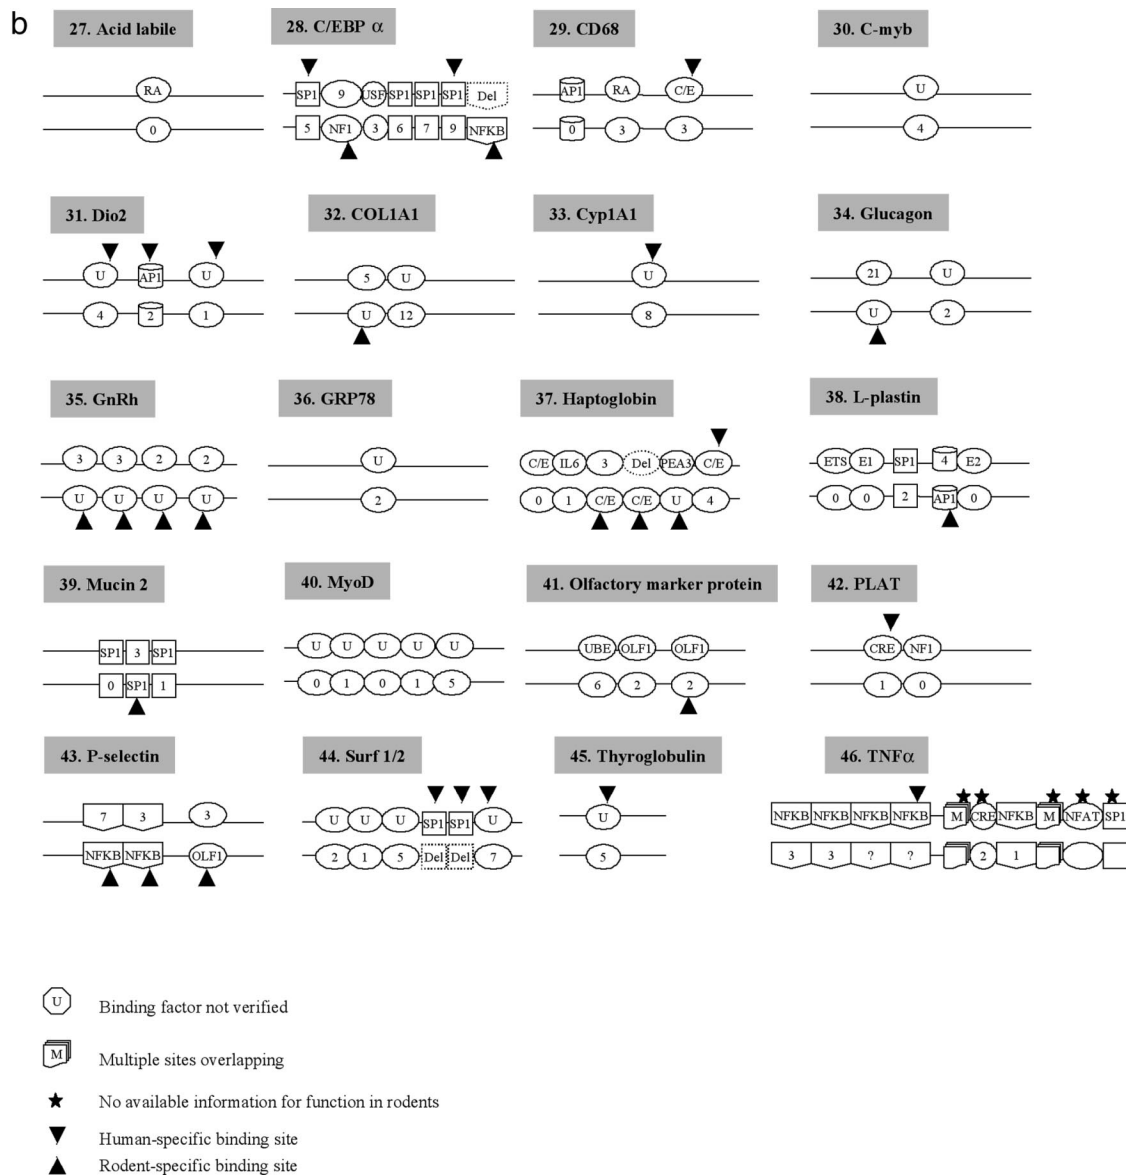 b
27. Acid labile
28. C/EBP α
29. CD68
30. C-myb
RA
SP1 9 USF SP1 SP1 SP1 Del
AP1 RA C/E
U
0
5 NF1 3 6 7 9 NFKB
0 3 3
4
31. Dio2
32. COL1A1
33. Cyp1A1
34. Glucagon
U AP1 U
5 U
U
21 U
4 2 1
U 12
8
U 2
35. GnRh
36. GRP78
37. Haptoglobin
38. L-plastin
3 3 2 2
U
C/E IL6 3 Del PEA3 C/E
ETS E1 SP1 4 E2
U U U U
2
0 1 C/E C/E U 4
0 0 2 AP1 0
39. Mucin 2
40. MyoD
41. Olfactory marker protein
42. PLAT
SP1 3 SP1
U U U U U
UBE OLF1 OLF1
CRE NF1
0 SP1 1
0 1 0 1 5
6 2 2
1 0
43. P-selectin
44. Surf 1/2
45. Thyroglobulin
46. TNFα
7 3 3
U U U SP1 SP1 U
U
NFKB NFKB NFKB NFKB M CRE NFKB M NFAT SP1
NFKB NFKB OLF1
2 1 5 Del Del 7
5
3 3 ? ? 2 1
U Binding factor not verified
M Multiple sites overlapping
No available information for function in rodents
Human-specific binding site
Rodent-specific binding site